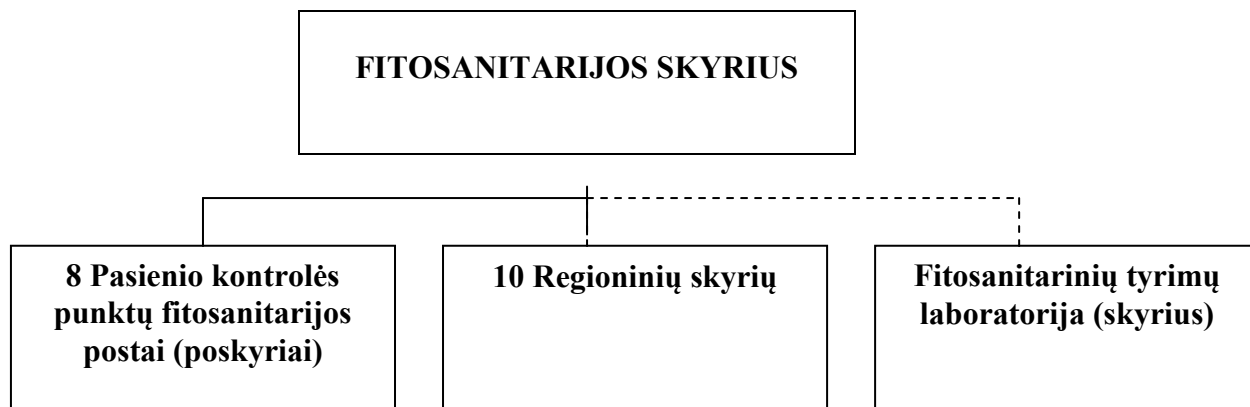 FITOSANITARIJOS SKYRIUS
8 Pasienio kontrolės
punktų fitosanitarijos
postai (poskyriai)
10 Regioninių skyrių
Fitosanitarinių tyrimų
laboratorija (skyrius)